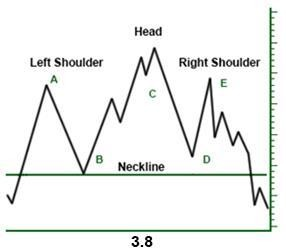 Head
Left Shoulder
Right Shoulder
A
E
C
B
D
Neckline
3.8